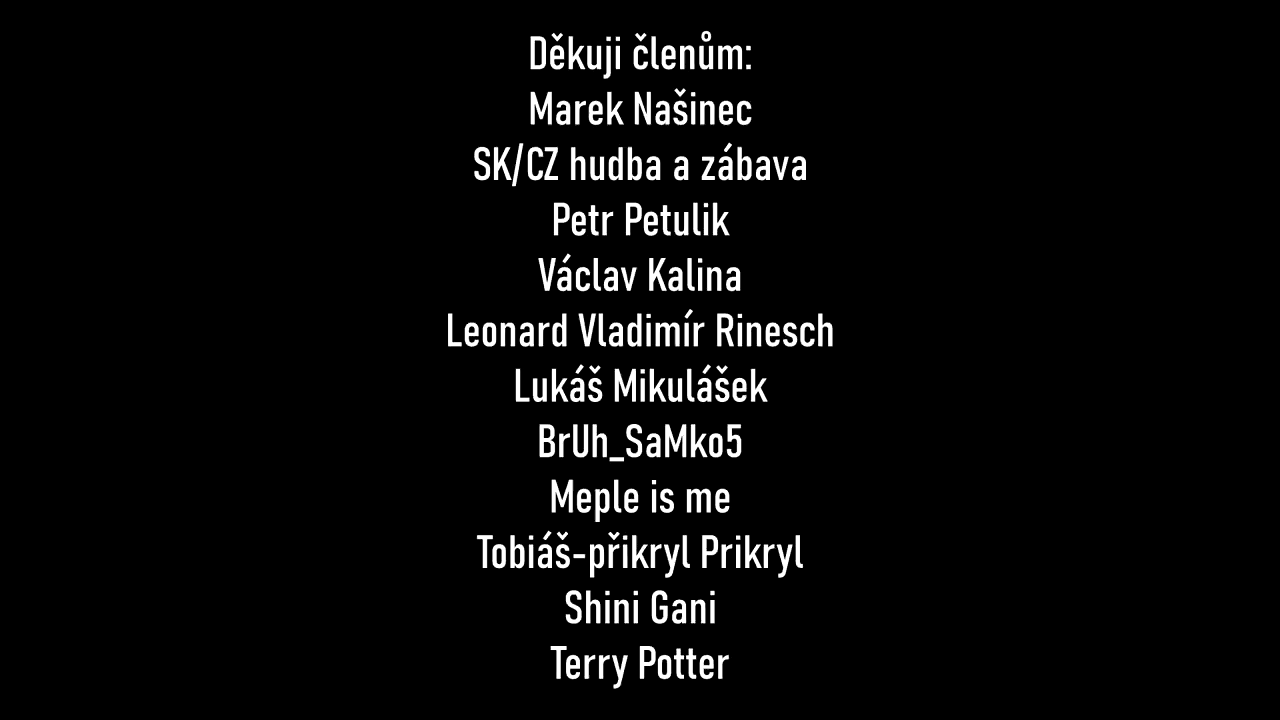 Děkuji členům:
Marek Našinec
SK/CZ hudba a zábava
Petr Petulik
Václav Kalina
Leonard Vladimír Rinesch
Lukáš Mikulášek
BrUh_SaMko5
Meple is me
Tobiáš-přikryl Prikryl
Shini Gani
Terry Potter